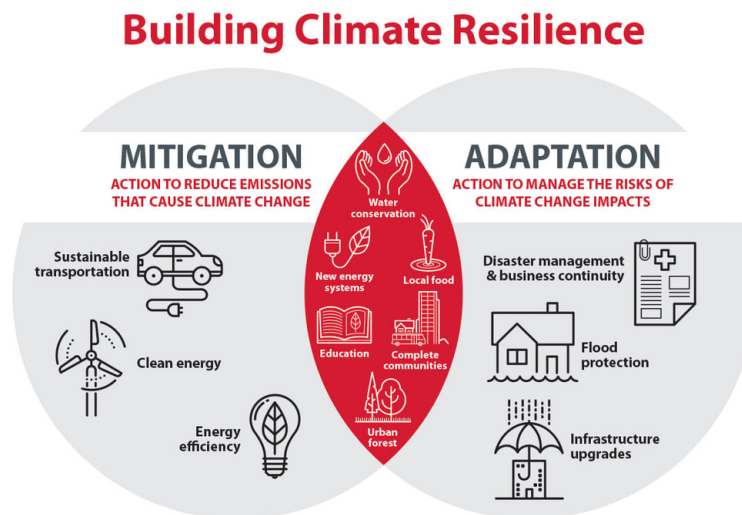 Building Climate Resilience
MITIGATION
ACTION TO REDUCE EMISSIONS
THAT CAUSE CLIMATE CHANGE
Sustainable
transportation
Clean energy
Energy
efficiency
Water
conservation
New energy
systems
Local food
Education
Complete
communities
Urban
forest
ADAPTATION
ACTION TO MANAGE THE RISKS OF
CLIMATE CHANGE IMPACTS
Disaster management
& business continuity
Flood
protection
Infrastructure
upgrades